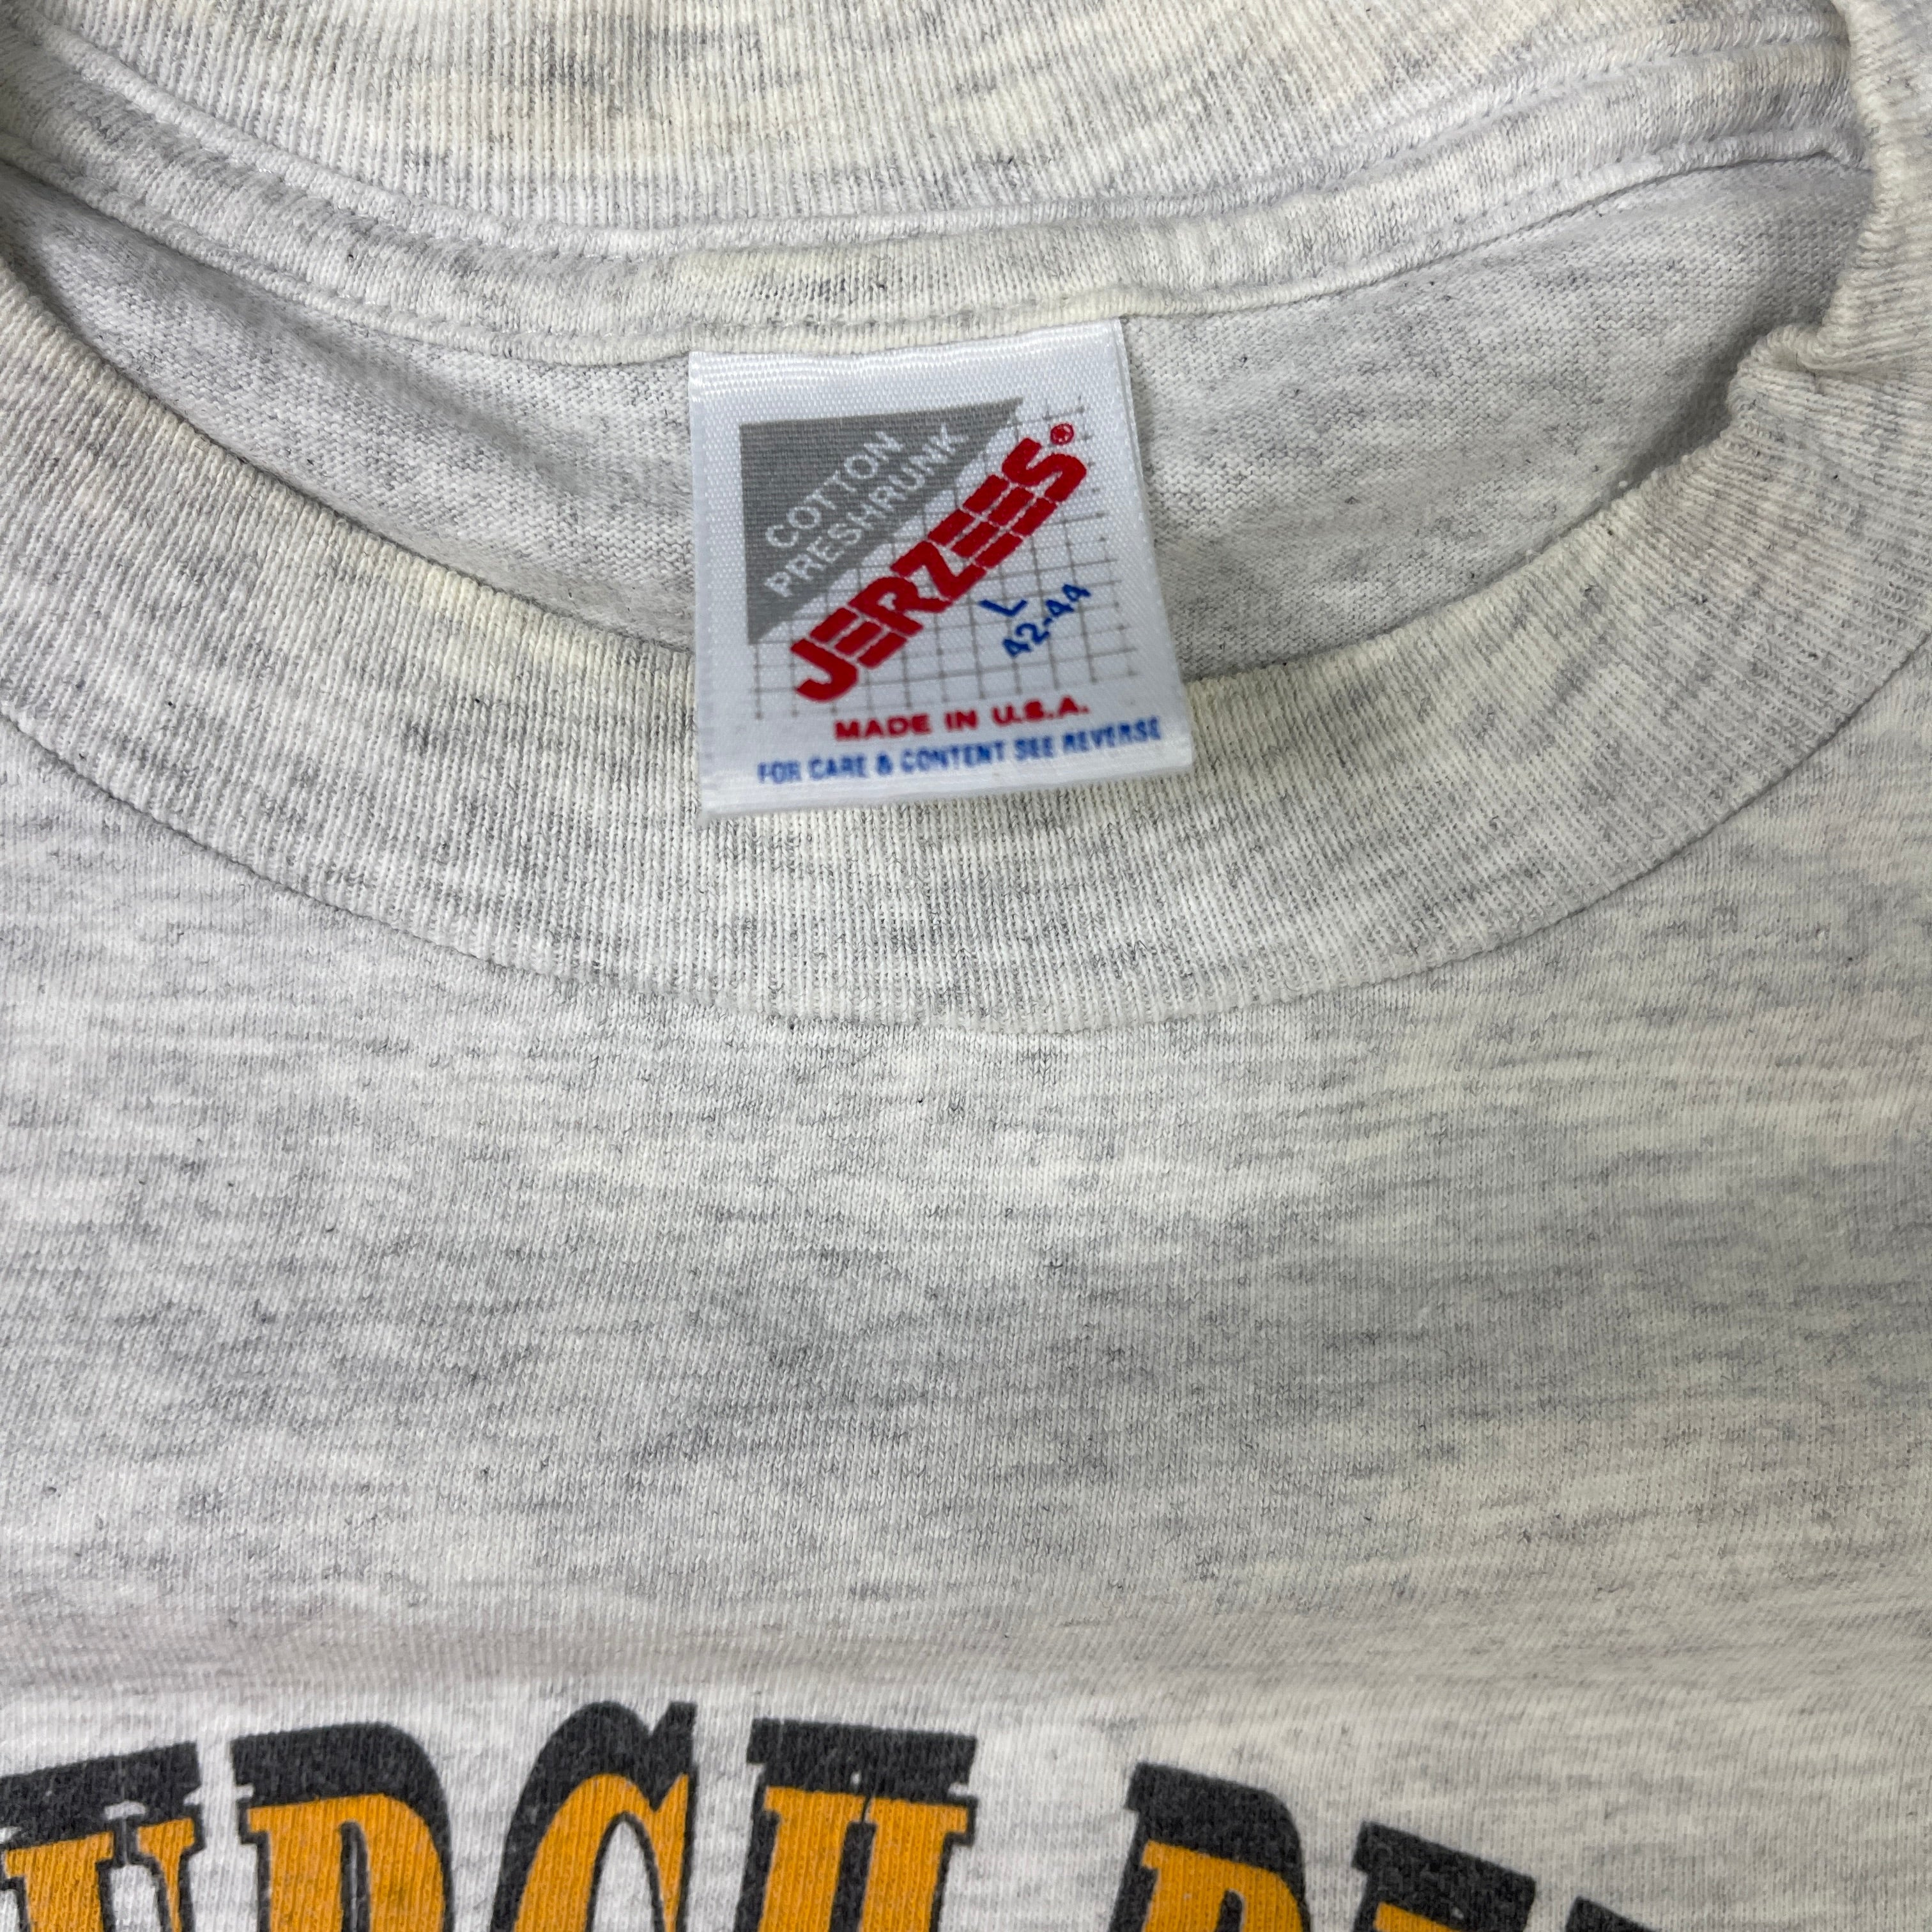 COTTON
PRESHRUNK
JERZEES®
L
42-44
MADE IN U.S.A.
FOR CARE & CONTENT SEE REVERSE